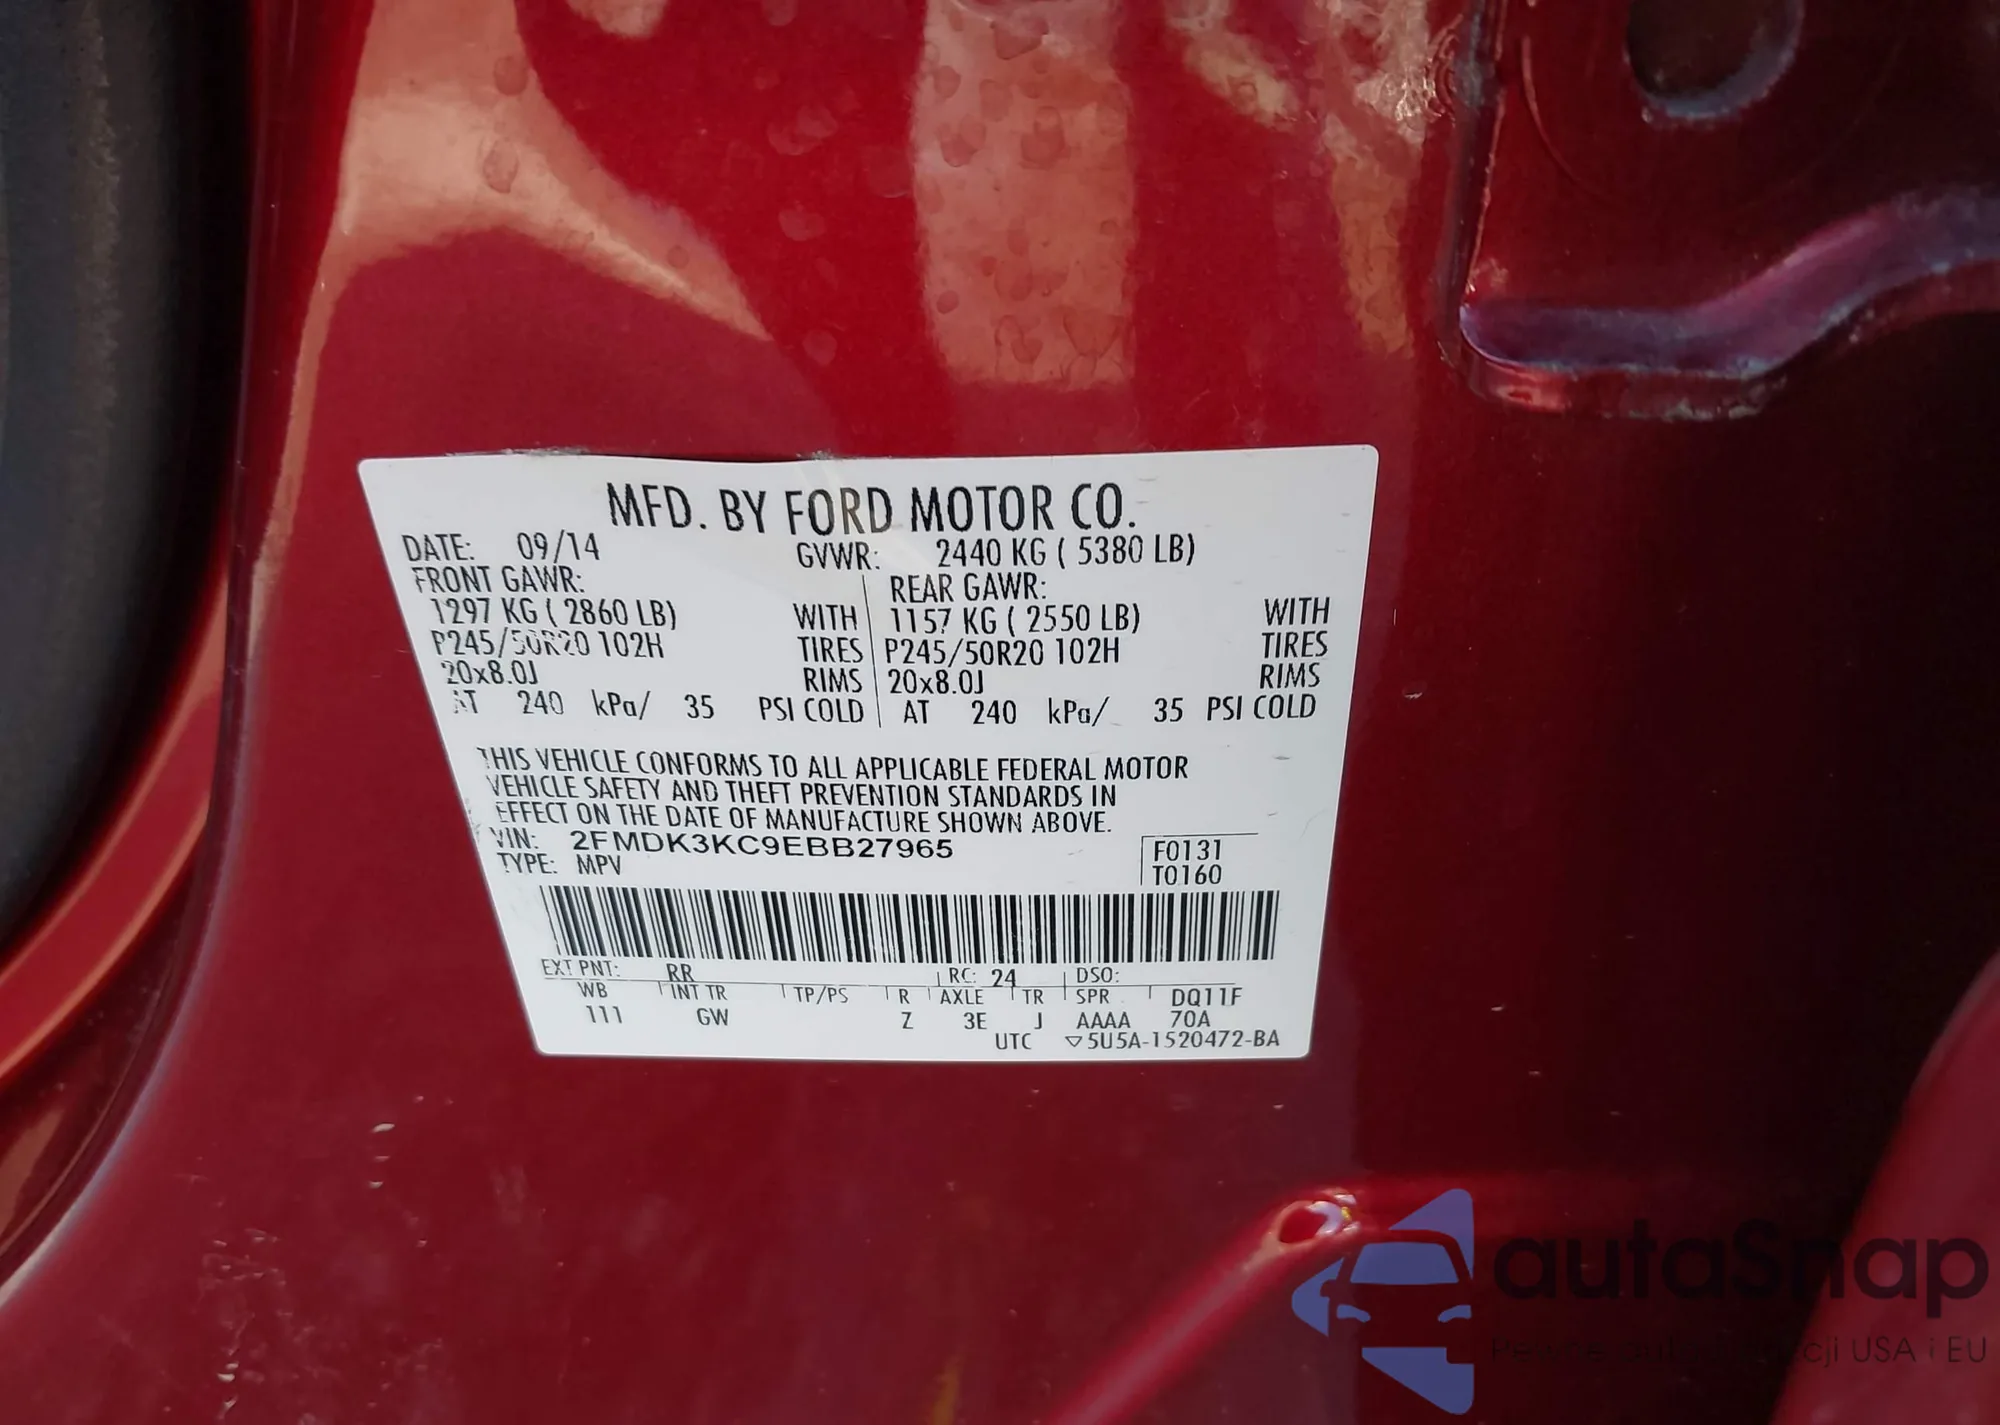 MFD. BY FORD MOTOR CO.
DATE: 09/14 GVWR: 2440 KG ( 5380 LB)
FRONT GAWR: REAR GAWR:
1297 KG ( 2860 LB) WITH 1157 KG ( 2550 LB) WITH
P245/50R20 102H TIRES P245/50R20 102H TIRES
20x8.0J RIMS 20x8.0J RIMS
AT 240 kPa/ 35 PSI COLD AT 240 kPa/ 35 PSI COLD
THIS VEHICLE CONFORMS TO ALL APPLICABLE FEDERAL MOTOR
VEHICLE SAFETY AND THEFT PREVENTION STANDARDS IN
EFFECT ON THE DATE OF MANUFACTURE SHOWN ABOVE.
VIN: 2FMDK3KC9EBB27965 F0131
TYPE: MPV T0160
EXT PNT: RR RC: 24 DSO:
WB INT TR TP/PS R AXLE TR SPR DQ11F
111 GW Z 3E J AAAA 70A
UTC ▽5U5A-1520472-BA
autaSnap
cji USA i EU